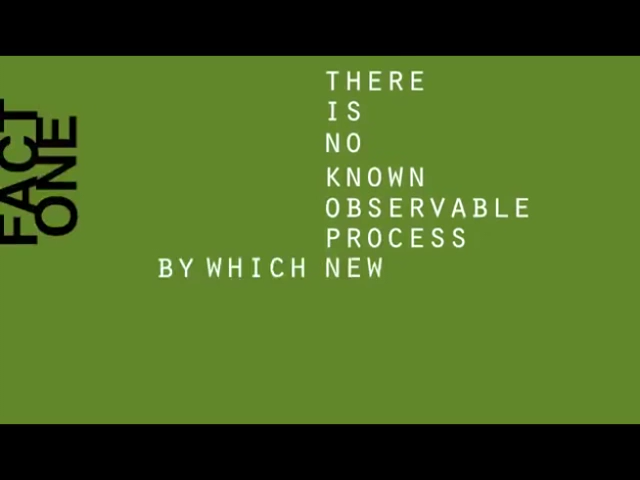 FACT
ONE
THERE
IS
NO
KNOWN
OBSERVABLE
PROCESS
BY WHICH NEW